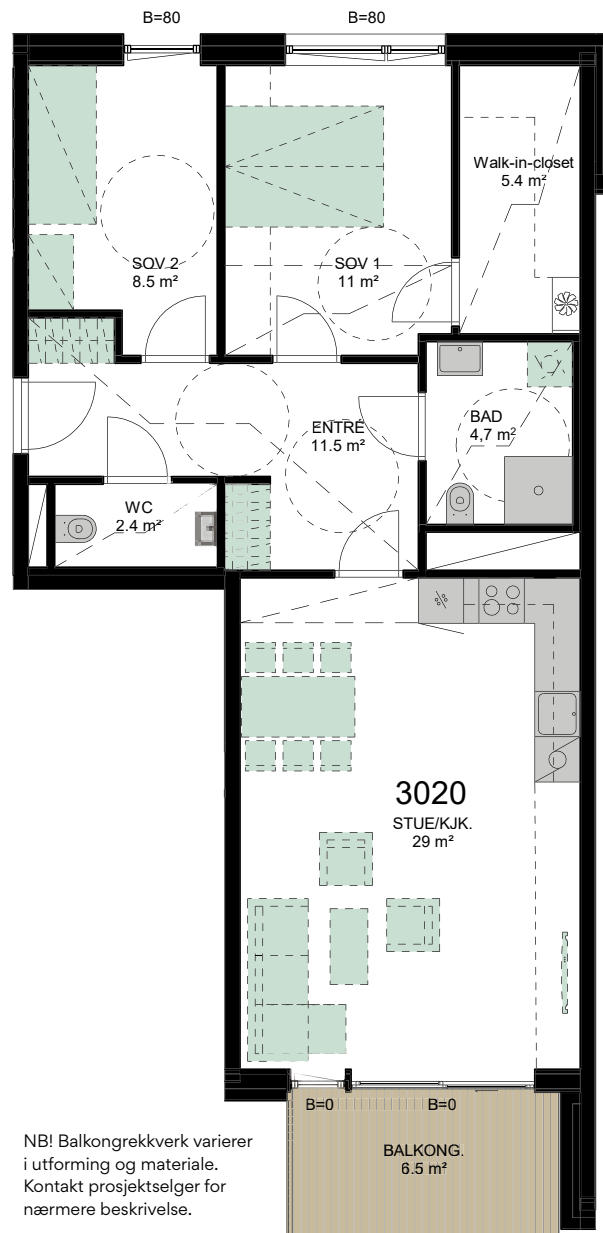 B=80
B=80
Walk-in-closet
5.4 m²
SOV 2
8.5 m²
SOV 1
11 m²
ENTRÉ
11.5 m²
BAD
4,7 m²
WC
2.4 m²
3020
STUE/KJK.
29 m²
B=0
B=0
BALKONG.
6.5 m²
NB! Balkongrekkverk varierer
i utforming og materiale.
Kontakt prosjektselger for
nærmere beskrivelse.